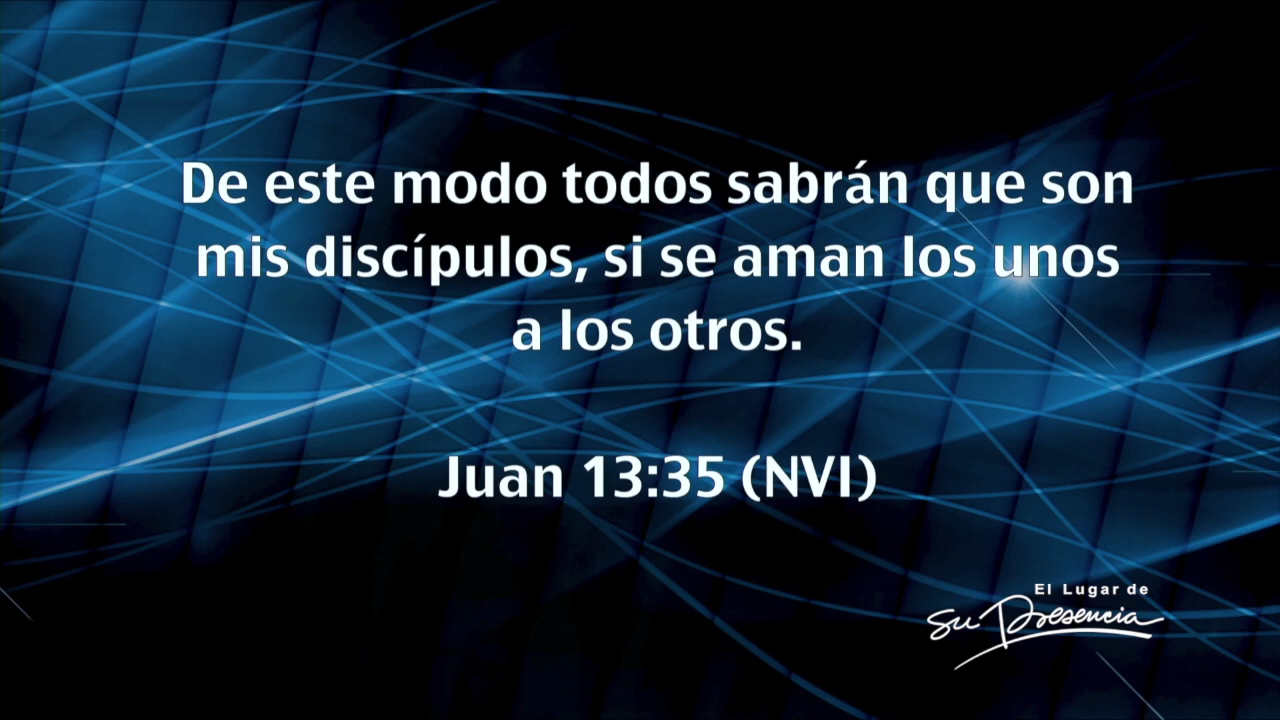 De este modo todos sabrán que son
mis discípulos, si se aman los unos
a los otros.
Juan 13:35 (NVI)
El Lugar de
Su Presencia